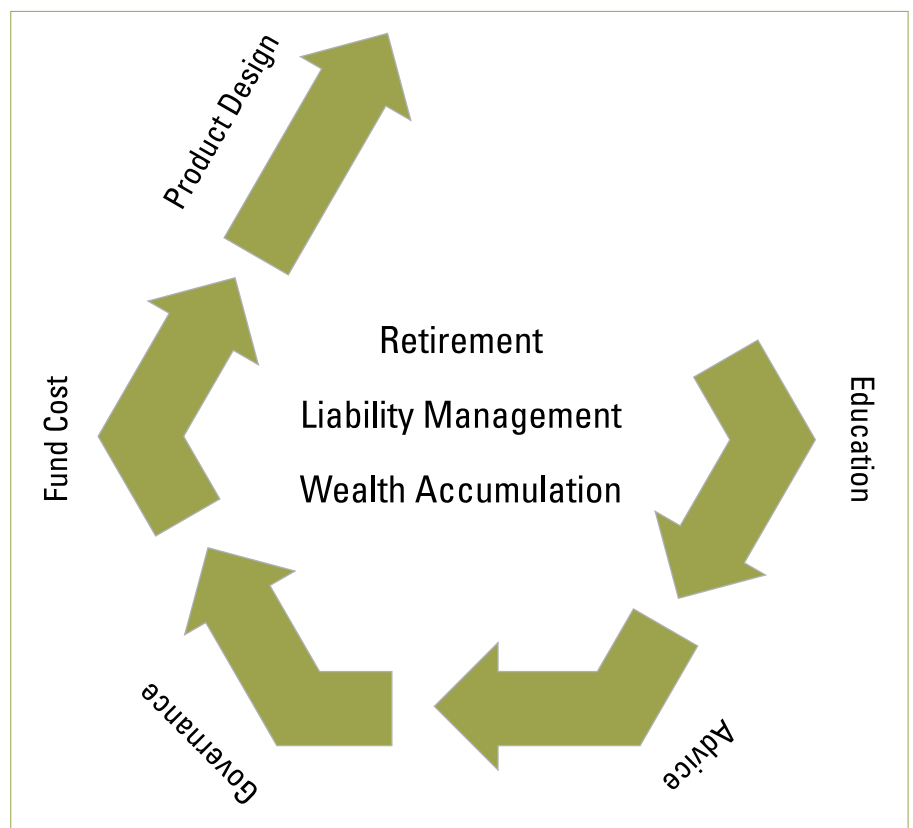 Product Design
Retirement
Liability Management
Wealth Accumulation
Fund Cost
Education
Governance
Advice